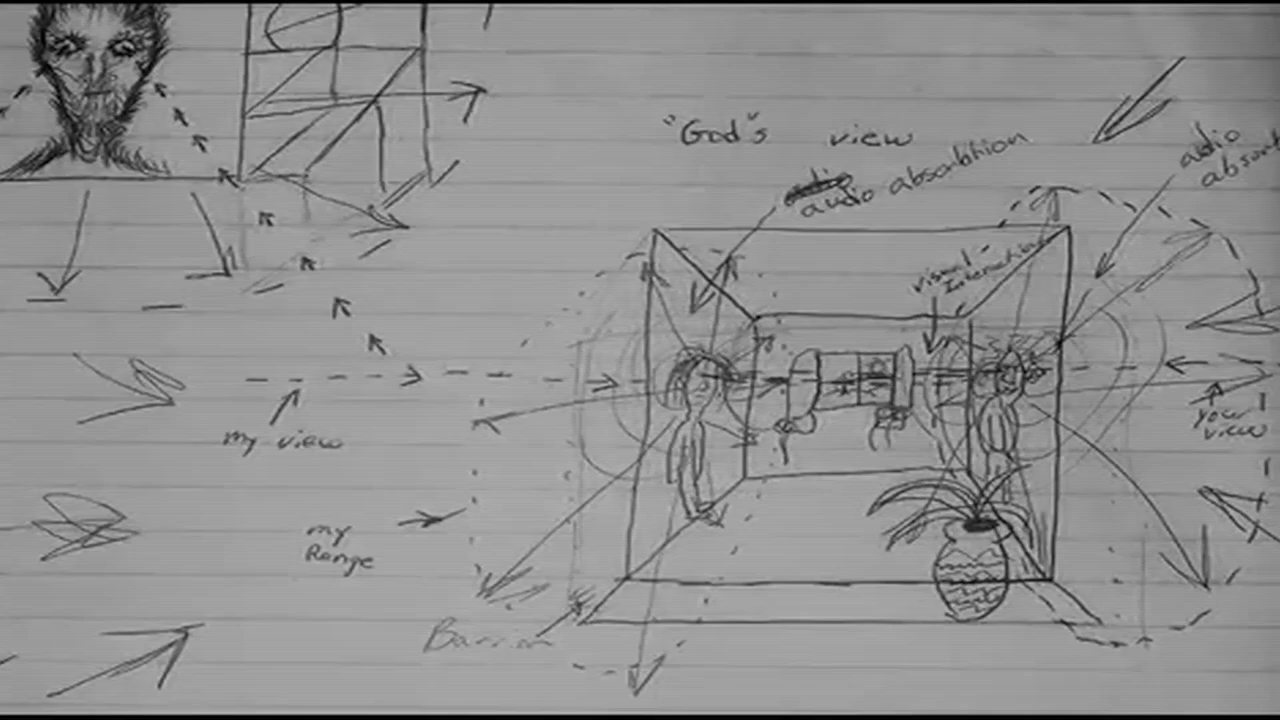 "God"s view
audio absorbtion
audio
absorb
visual
Interaction
my view
your
view
my
Range
Barrier